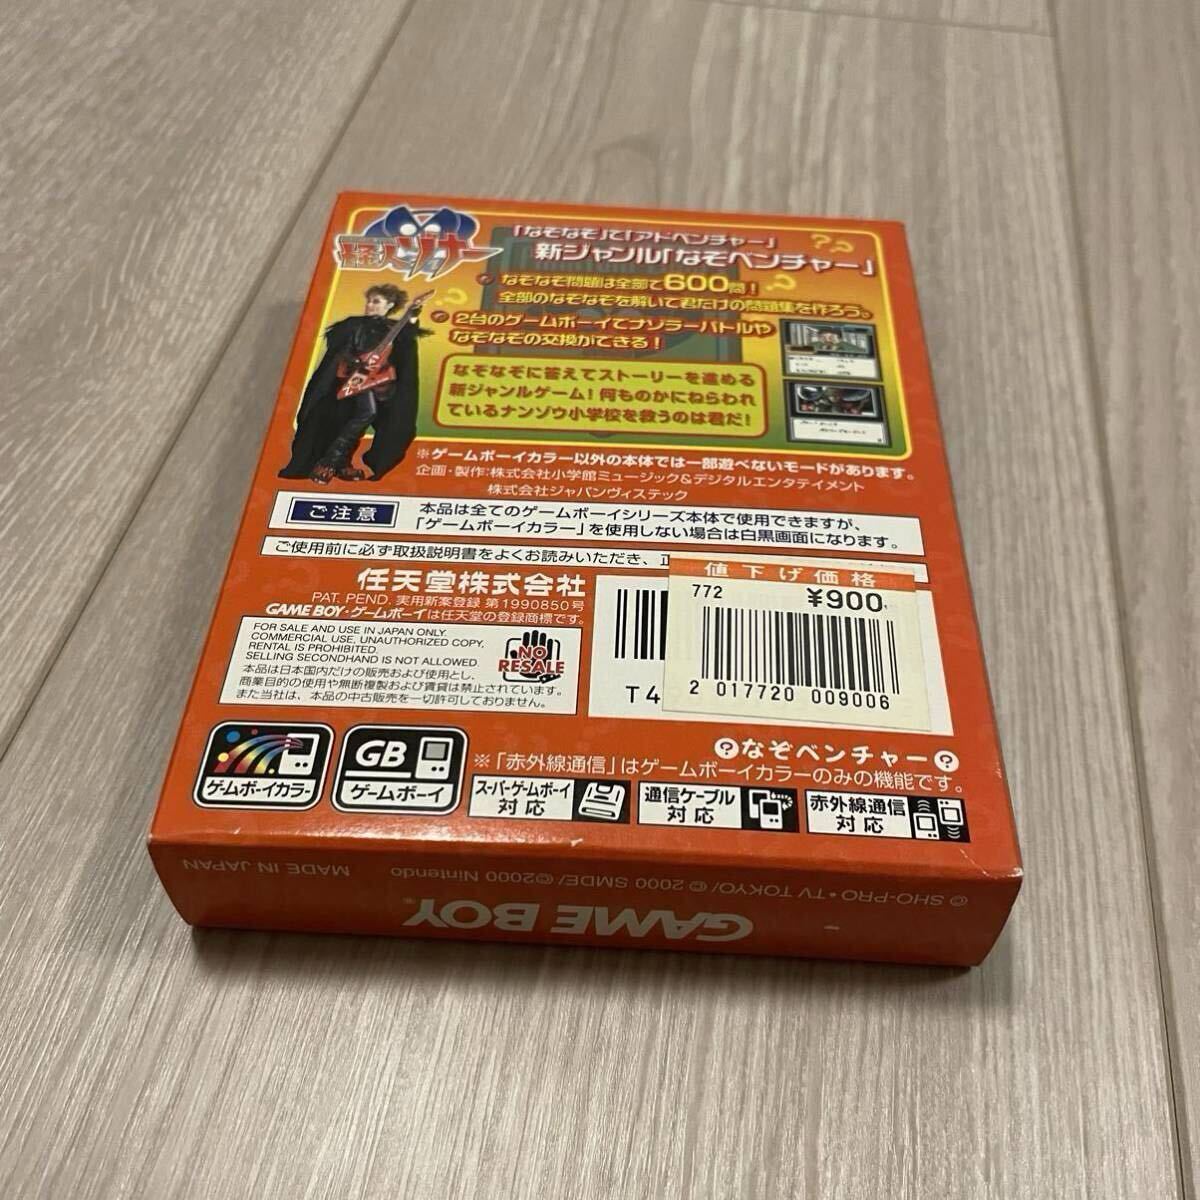 怪人ゾナー
「なぞなぞ」で「アドベンチャー」
新ジャンル「なぞベンチャー」
なぞなぞ問題は全部で600問！
全部のなぞなぞを解いて君だけの問題集を作ろう。
2台のゲームボーイでナゾラーバトルや
なぞなぞの交換ができる！
なぞなぞに答えてストーリーを進める
新ジャンルゲーム！何ものかにねらわれ
ているナンゾウ小学校を救うのは君だ！
※ゲームボーイカラー以外の本体では一部遊べないモードがあります。
企画・製作：株式会社小学館ミュージック&デジタルエンタテイメント
株式会社ジャパンヴィステック
ご注意
本品は全てのゲームボーイシリーズ本体で使用できますが、
「ゲームボーイカラー」を使用しない場合は白黒画面になります。
ご使用前に必ず取扱説明書をよくお読みいただき、正
任天堂株式会社
PAT. PEND. 実用新案登録 第1990850号
GAME BOY・ゲームボーイは任天堂の登録商標です。
FOR SALE AND USE IN JAPAN ONLY.
COMMERCIAL USE, UNAUTHORIZED COPY,
RENTAL IS PROHIBITED.
SELLING SECONDHAND IS NOT ALLOWED.
本品は日本国内だけの販売および使用とし、
商業目的の使用や無断複製および賃貸は禁止されています。
また当社は、本品の中古販売を一切許可しておりません。
NO
RESALE
値下げ価格
772 ¥900
2 017720 009006
T4
?なぞベンチャー?
※「赤外線通信」はゲームボーイカラーのみの機能です。
ゲームボーイカラー
GB
ゲームボーイ
スーパーゲームボーイ
対応
通信ケーブル
対応
赤外線通信
対応
© SHO-PRO・TV TOKYO/ © 2000 SMDE/ ©2000 Nintendo
MADE IN JAPAN
GAME BOY